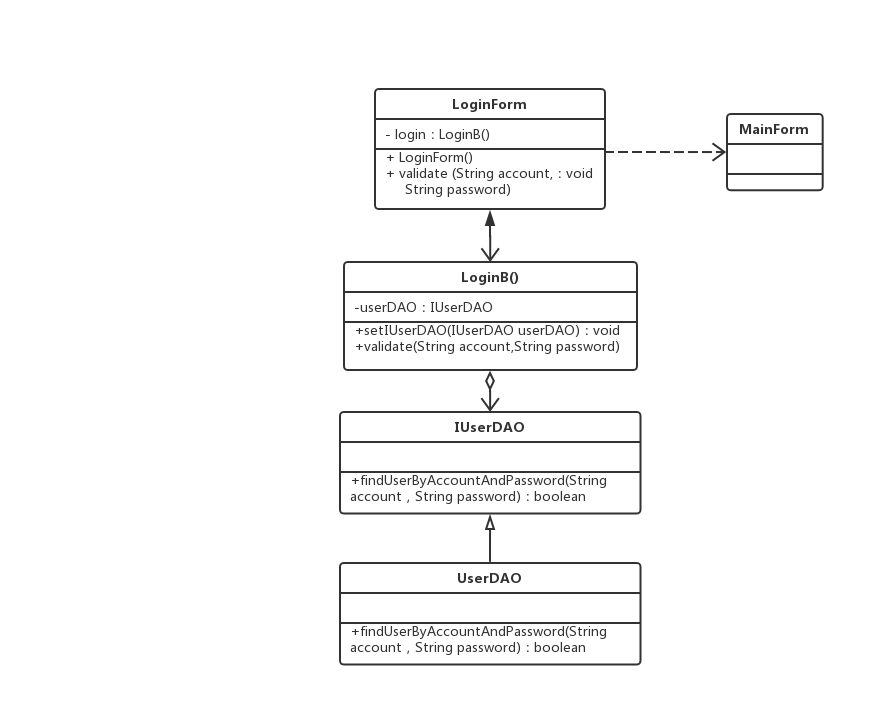 LoginForm
- login : LoginB()
+ LoginForm()
+ validate (String account, : void
String password)
MainForm
LoginB()
-userDAO : IUserDAO
+setIUserDAO(IUserDAO userDAO) : void
+validate(String account,String password)
IUserDAO
+findUserByAccountAndPassword(String
account , String password) : boolean
UserDAO
+findUserByAccountAndPassword(String
account , String password) : boolean